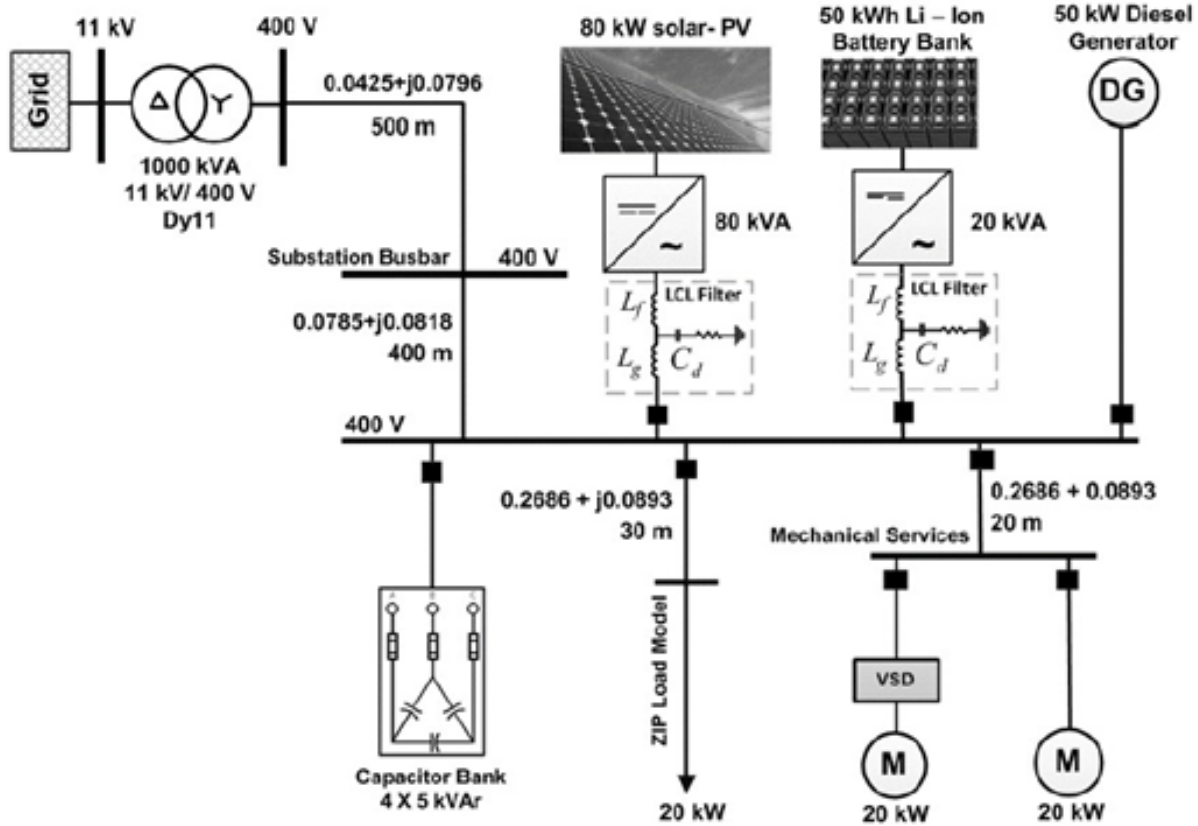 11 kV
400 V
Grid
0.0425+j0.0796
500 m
1000 kVA
11 kV/ 400 V
Dy11
80 kW solar- PV
50 kWh Li – Ion
Battery Bank
50 kW Diesel
Generator
DG
80 kVA
20 kVA
Substation Busbar
400 V
0.0785+j0.0818
400 m
LCL Filter
Lf
Lg
Cd
LCL Filter
Lf
Lg
Cd
400 V
0.2686 + j0.0893
30 m
0.2686 + 0.0893
20 m
Mechanical Services
A B C
Capacitor Bank
4 X 5 kVAr
ZIP Load Model
20 kW
VSD
M
20 kW
M
20 kW